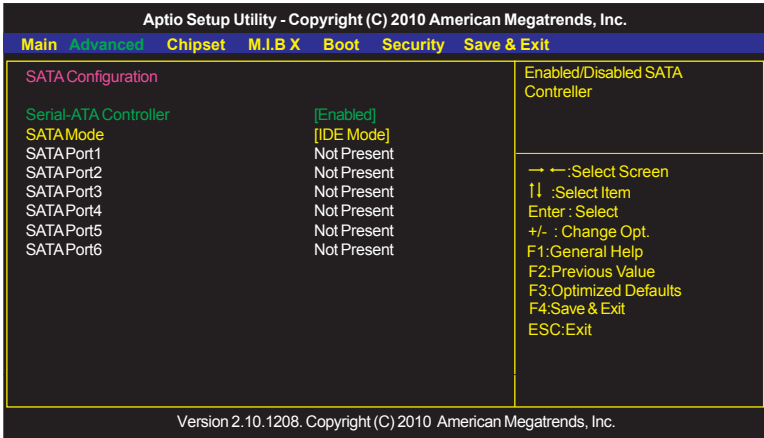 Aptio Setup Utility - Copyright (C) 2010 American Megatrends, Inc.
Main Advanced Chipset M.I.B X Boot Security Save & Exit
SATA Configuration
Serial-ATA Controller [Enabled]
SATA Mode [IDE Mode]
SATA Port1 Not Present
SATA Port2 Not Present
SATA Port3 Not Present
SATA Port4 Not Present
SATA Port5 Not Present
SATA Port6 Not Present
Enabled/Disabled SATA
Contreller
→ ←:Select Screen
↑↓ :Select Item
Enter : Select
+/- : Change Opt.
F1:General Help
F2:Previous Value
F3:Optimized Defaults
F4:Save & Exit
ESC:Exit
Version 2.10.1208. Copyright (C) 2010 American Megatrends, Inc.